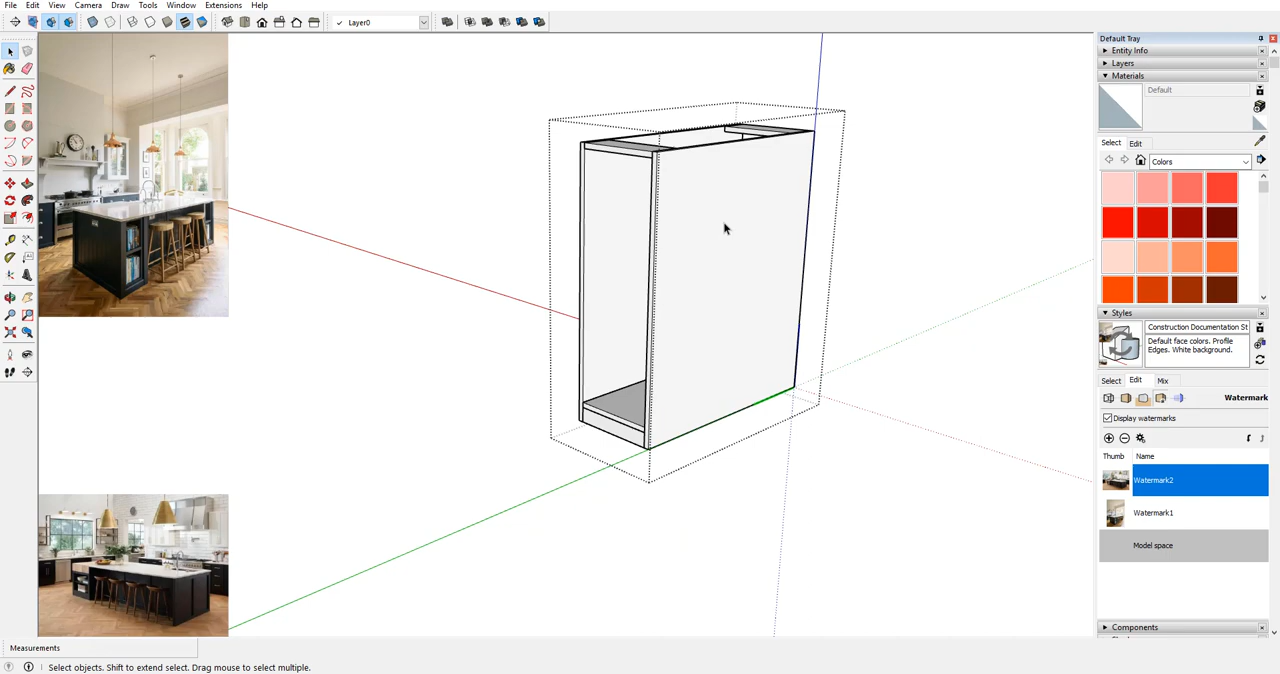 File Edit View Camera Draw Tools Window Extensions Help
✓ Layer0
Default Tray
Entity Info
Layers
Materials
Default
Select Edit
Colors
Styles
Construction Documentation St
Default face colors. Profile
Edges. White background.
Select Edit Mix
Watermark
Display watermarks
Thumb Name
Watermark2
Watermark1
Model space
Components
Measurements
Select objects. Shift to extend select. Drag mouse to select multiple.